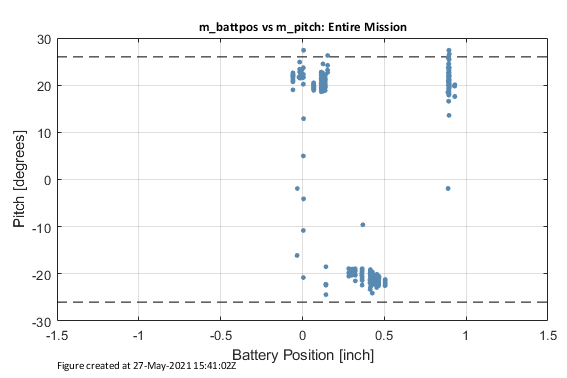 m_battpos vs m_pitch: Entire Mission
30
20
10
0
-10
-20
-30
Pitch [degrees]
-1.5 -1 -0.5 0 0.5 1 1.5
Battery Position [inch]
Figure created at 27-May-2021 15:41:02Z